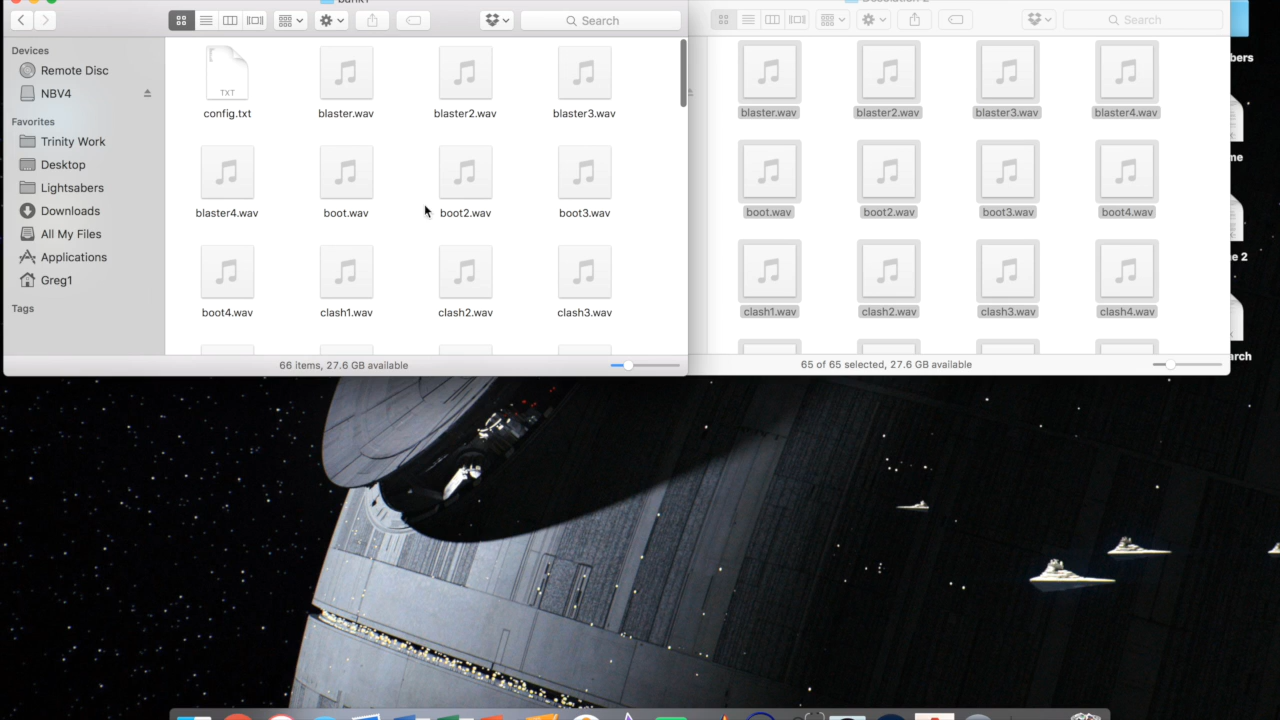 bank1
Search
Search
Devices
Remote Disc
NBV4
Favorites
Trinity Work
Desktop
Lightsabers
Downloads
All My Files
Applications
Greg1
Tags
TXT
config.txt
blaster.wav
blaster2.wav
blaster3.wav
blaster4.wav
boot.wav
boot2.wav
boot3.wav
boot4.wav
clash1.wav
clash2.wav
clash3.wav
66 items, 27.6 GB available
blaster.wav
blaster2.wav
blaster3.wav
blaster4.wav
boot.wav
boot2.wav
boot3.wav
boot4.wav
clash1.wav
clash2.wav
clash3.wav
clash4.wav
65 of 65 selected, 27.6 GB available
bers
me
e 2
arch